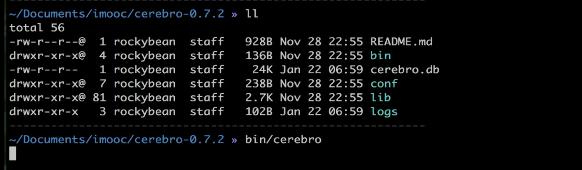 ~/Documents/imooc/cerebro-0.7.2 » ll
total 56
-rw-r--r--@  1 rockybean  staff   928B Nov 28 22:55 README.md
drwxr-xr-x@  4 rockybean  staff   136B Nov 28 22:55 bin
-rw-r--r--   1 rockybean  staff    24K Jan 22 06:59 cerebro.db
drwxr-xr-x@  7 rockybean  staff   238B Nov 28 22:55 conf
drwxr-xr-x@ 81 rockybean  staff   2.7K Nov 28 22:55 lib
drwxr-xr-x   3 rockybean  staff   102B Jan 22 06:59 logs
~/Documents/imooc/cerebro-0.7.2 » bin/cerebro